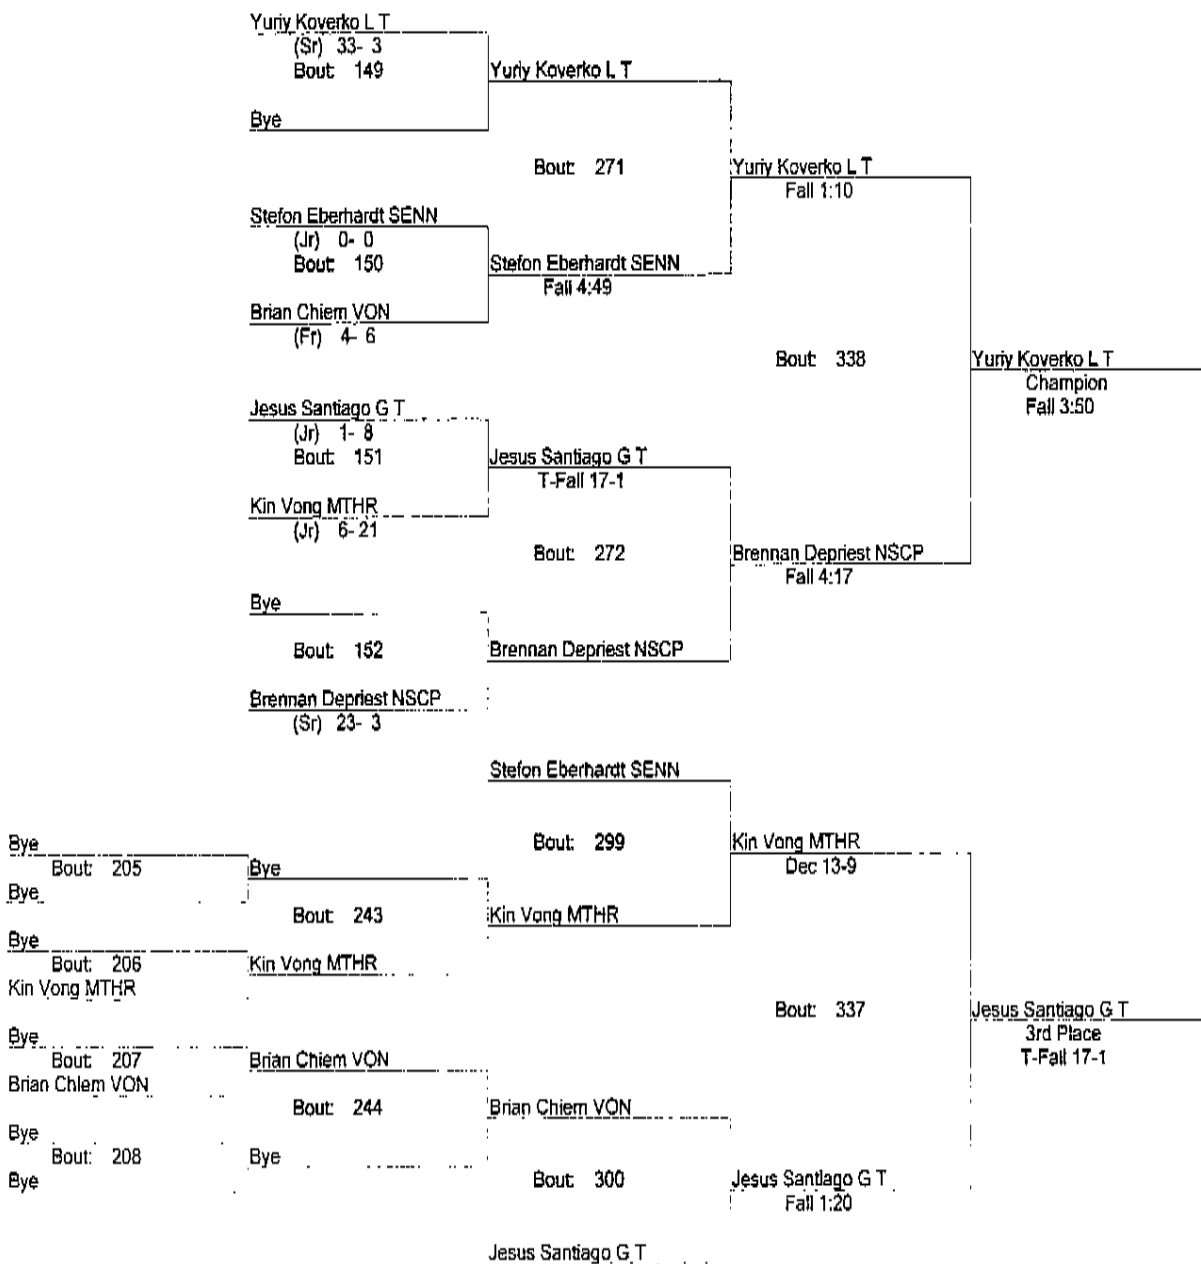 Yuriy Koverko L T
(Sr) 33- 3
Bout: 149
Yuriy Koverko L T
Bye
Bout: 271
Yuriy Koverko L T
Fall 1:10
Stefon Eberhardt SENN
(Jr) 0- 0
Bout: 150
Stefon Eberhardt SENN
Fall 4:49
Brian Chiem VON
(Fr) 4- 6
Bout: 338
Yuriy Koverko L T
Champion
Fall 3:50
Jesus Santiago G T
(Jr) 1- 8
Bout: 151
Jesus Santiago G T
T-Fall 17-1
Kin Vong MTHR
(Jr) 6- 21
Bout: 272
Brennan Depriest NSCP
Fall 4:17
Bye
Bout: 152
Brennan Depriest NSCP
Brennan Depriest NSCP
(Sr) 23- 3
Stefon Eberhardt SENN
Bout: 299
Kin Vong MTHR
Dec 13-9
Bye
Bout: 205
Bye
Bye
Bout: 243
Kin Vong MTHR
Bye
Bout: 206
Kin Vong MTHR
Kin Vong MTHR
Bout: 337
Jesus Santiago G T
3rd Place
T-Fall 17-1
Bye
Bout: 207
Brian Chiem VON
Brian Chiem VON
Bout: 244
Brian Chiem VON
Bye
Bout: 208
Bye
Bye
Bout: 300
Jesus Santiago G T
Fall 1:20
Jesus Santiago G T